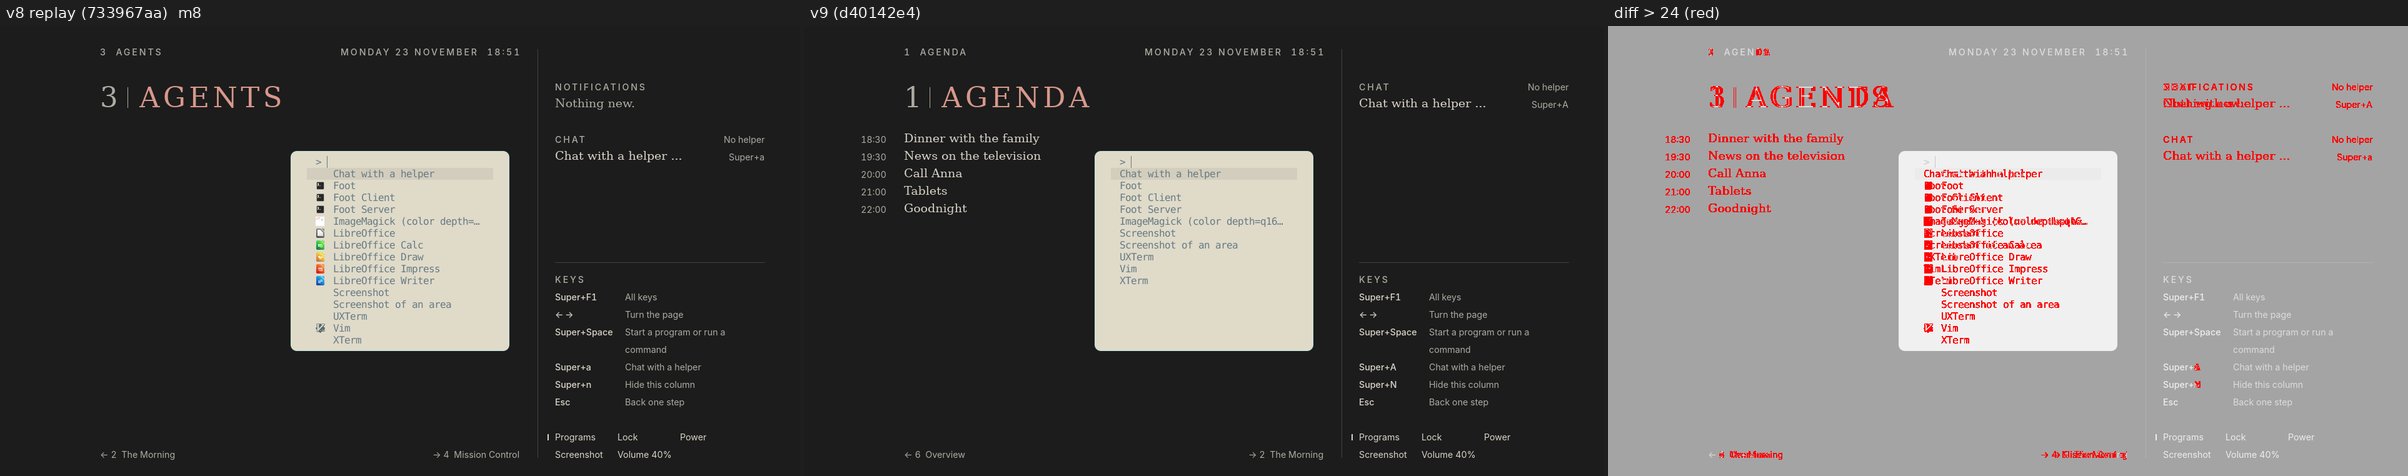 v8 replay (733967aa)  m8
3 AGENTS
MONDAY 23 NOVEMBER 18:51
3 | AGENTS
> |
Chat with a helper
Foot
Foot Client
Foot Server
ImageMagick (color depth=…
LibreOffice
LibreOffice Calc
LibreOffice Draw
LibreOffice Impress
LibreOffice Writer
Screenshot
Screenshot of an area
UXTerm
Vim
XTerm
← 2 The Morning
→ 4 Mission Control
NOTIFICATIONS
Nothing new.
CHAT No helper
Chat with a helper ... Super+a
KEYS
Super+F1 All keys
← → Turn the page
Super+Space Start a program or run a
command
Super+a Chat with a helper
Super+n Hide this column
Esc Back one step
Programs Lock Power
Screenshot Volume 40%
v9 (d40142e4)
1 AGENDA
MONDAY 23 NOVEMBER 18:51
1 | AGENDA
18:30 Dinner with the family
19:30 News on the television
20:00 Call Anna
21:00 Tablets
22:00 Goodnight
> |
Chat with a helper
Foot
Foot Client
Foot Server
ImageMagick (color depth=q16…
Screenshot
Screenshot of an area
UXTerm
Vim
XTerm
← 6 Overview
→ 2 The Morning
CHAT No helper
Chat with a helper ... Super+A
KEYS
Super+F1 All keys
← → Turn the page
Super+Space Start a program or run a
command
Super+A Chat with a helper
Super+N Hide this column
Esc Back one step
Programs Lock Power
Screenshot Volume 40%
diff > 24 (red)
MONDAY 23 NOVEMBER 18:51
18:30 Dinner with the family
19:30 News on the television
20:00 Call Anna
21:00 Tablets
22:00 Goodnight
>
LibreOffice Draw
LibreOffice Impress
LibreOffice Writer
Screenshot
Screenshot of an area
UXTerm
Vim
XTerm
No helper
Super+A
CHAT No helper
Chat with a helper ... Super+a
KEYS
Super+F1 All keys
← → Turn the page
Super+Space Start a program or run a
command
Chat with a helper
Hide this column
Esc Back one step
Programs Lock Power
Screenshot Volume 40%